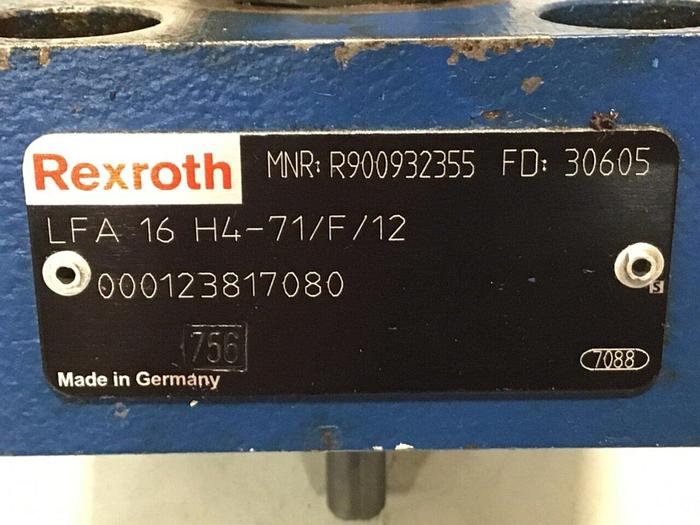 Rexroth MNR: R900932355 FD: 30605
LFA 16 H4-71/F/12
000123817080
S
756
7088
Made in Germany